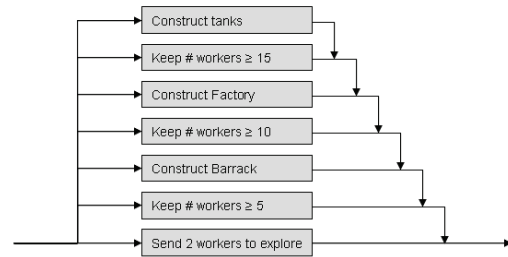 Construct tanks
Keep # workers ≥ 15
Construct Factory
Keep # workers ≥ 10
Construct Barrack
Keep # workers ≥ 5
Send 2 workers to explore